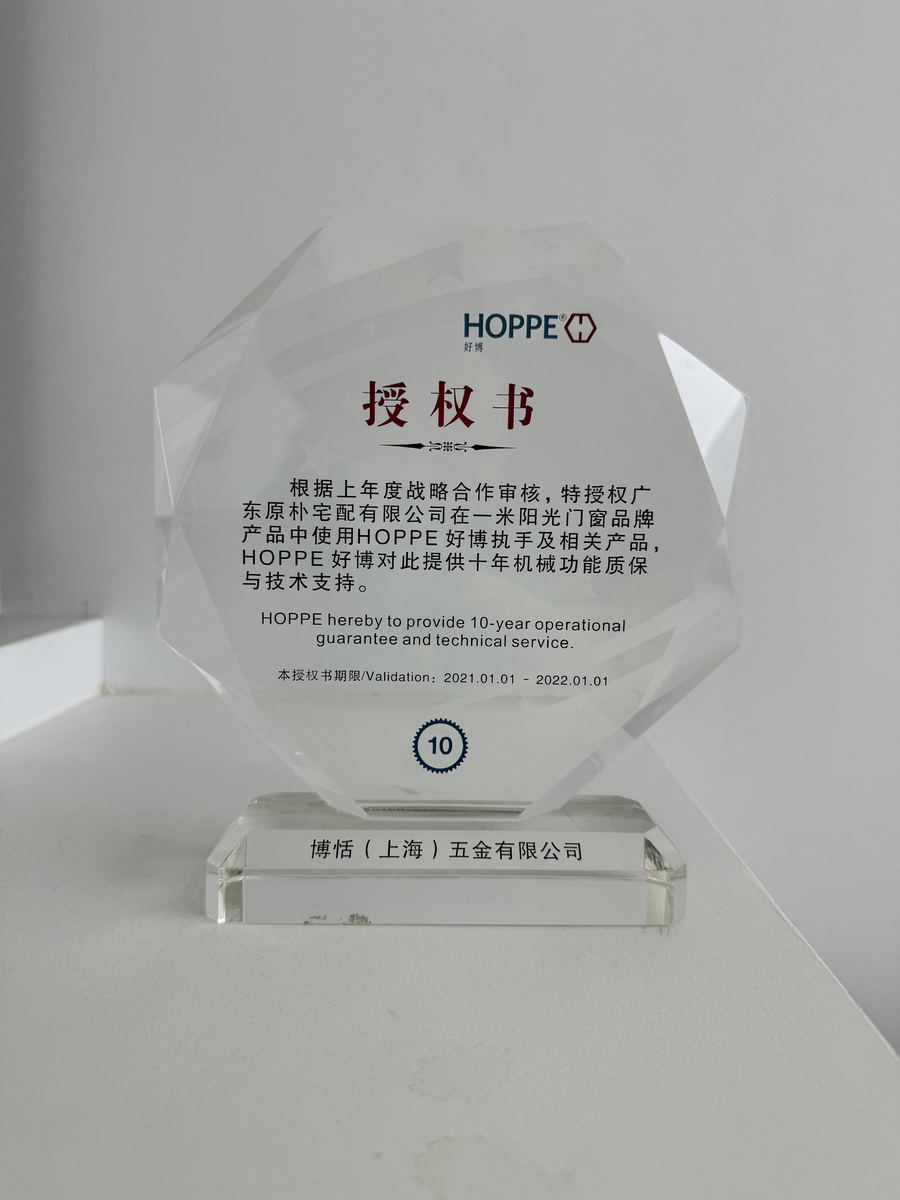 HOPPE®
好博
授权书
根据上年度战略合作审核，特授权广
东原朴宅配有限公司在一米阳光门窗品牌
产品中使用HOPPE 好博执手及相关产品，
HOPPE 好博对此提供十年机械功能质保
与技术支持。
HOPPE hereby to provide 10-year operational
guarantee and technical service.
本授权书期限/Validation：2021.01.01 - 2022.01.01
10
博恬（上海）五金有限公司